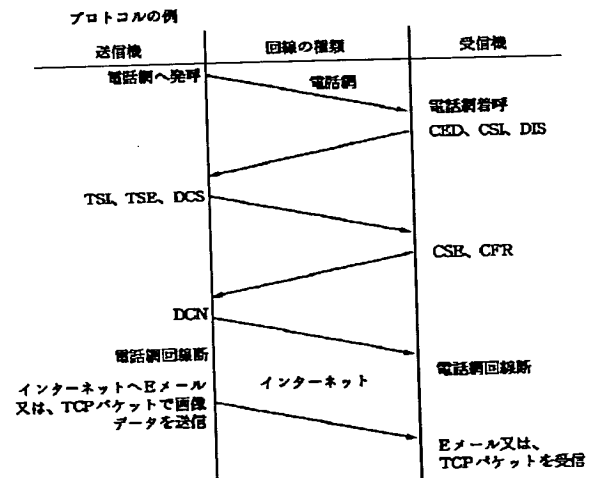 プロトコルの例
送信機
回線の種類
受信機
電話網へ発呼
電話網
電話網着呼
CED、CSI、DIS
TSI、TSE、DCS
CSE、CFR
DCN
電話網回線断
電話網回線断
インターネットへEメール
又は、TCPパケットで画像
データを送信
インターネット
Eメール又は、
TCPパケットを受信